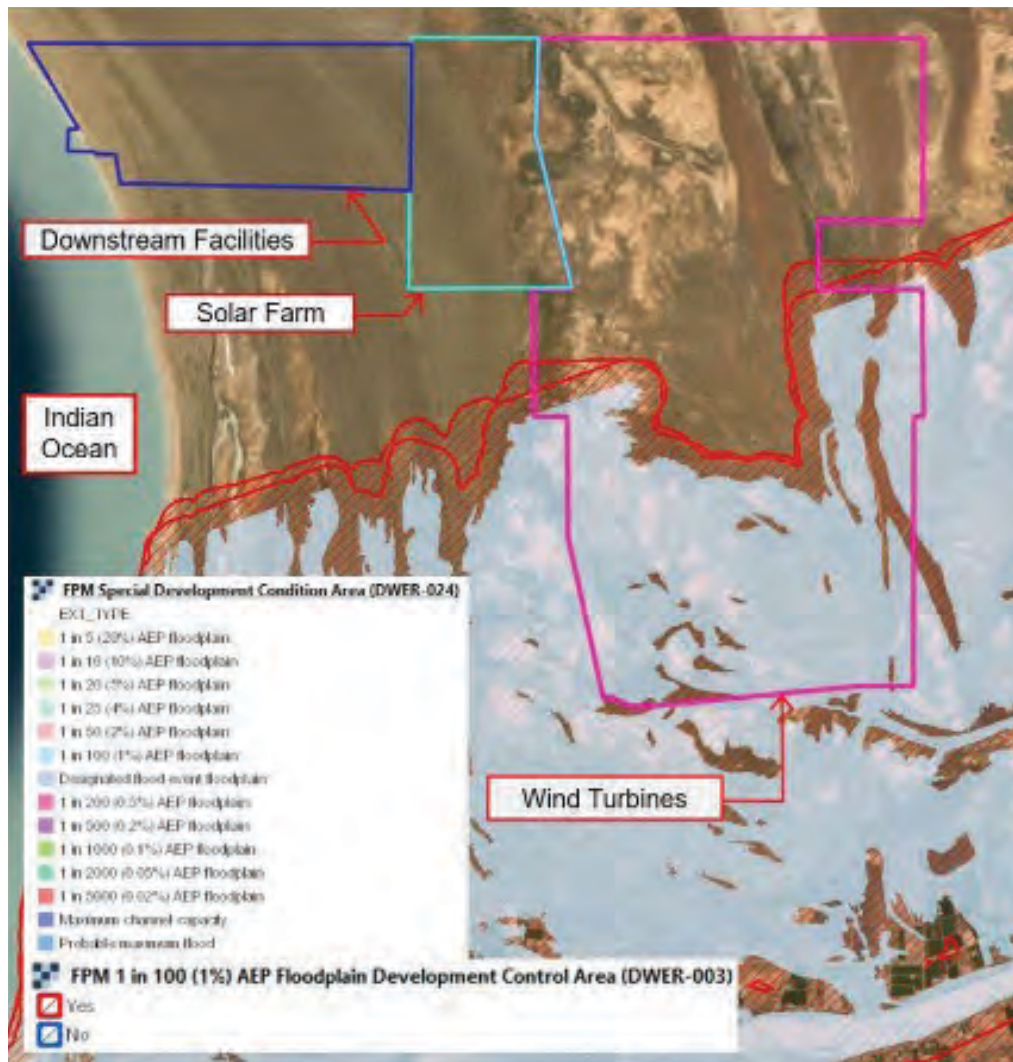 Downstream Facilities
Solar Farm
Indian
Ocean
FPM Special Development Condition Area (DWER-024)
EXT_TYPE
1 in 5 (20%) AEP floodplain
1 in 10 (10%) AEP floodplain
1 in 20 (5%) AEP floodplain
1 in 25 (4%) AEP floodplain
1 in 50 (2%) AEP floodplain
1 in 100 (1%) AEP floodplain
Designated flood event floodplain
1 in 200 (0.5%) AEP floodplain
1 in 500 (0.2%) AEP floodplain
1 in 1000 (0.1%) AEP floodplain
1 in 2000 (0.05%) AEP floodplain
1 in 5000 (0.02%) AEP floodplain
Maximum channel capacity
Probable maximum flood
Wind Turbines
FPM 1 in 100 (1%) AEP Floodplain Development Control Area (DWER-003)
Yes
No